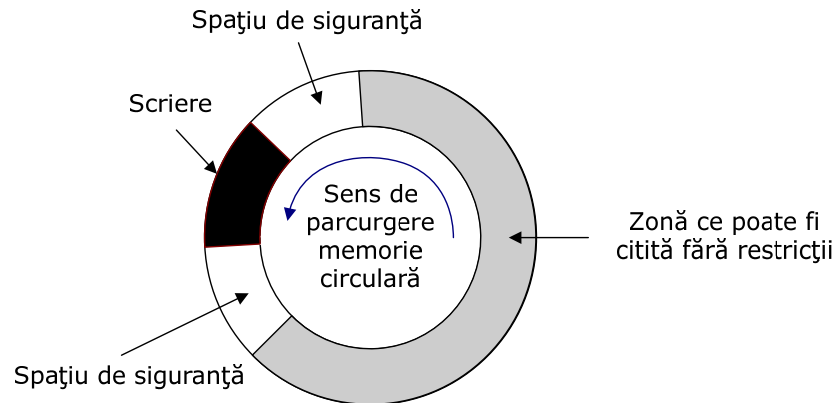 Spaţiu de siguranţă
Scriere
Sens de
parcurgere
memorie
circulară
Zonă ce poate fi
citită fără restricţii
Spaţiu de siguranţă